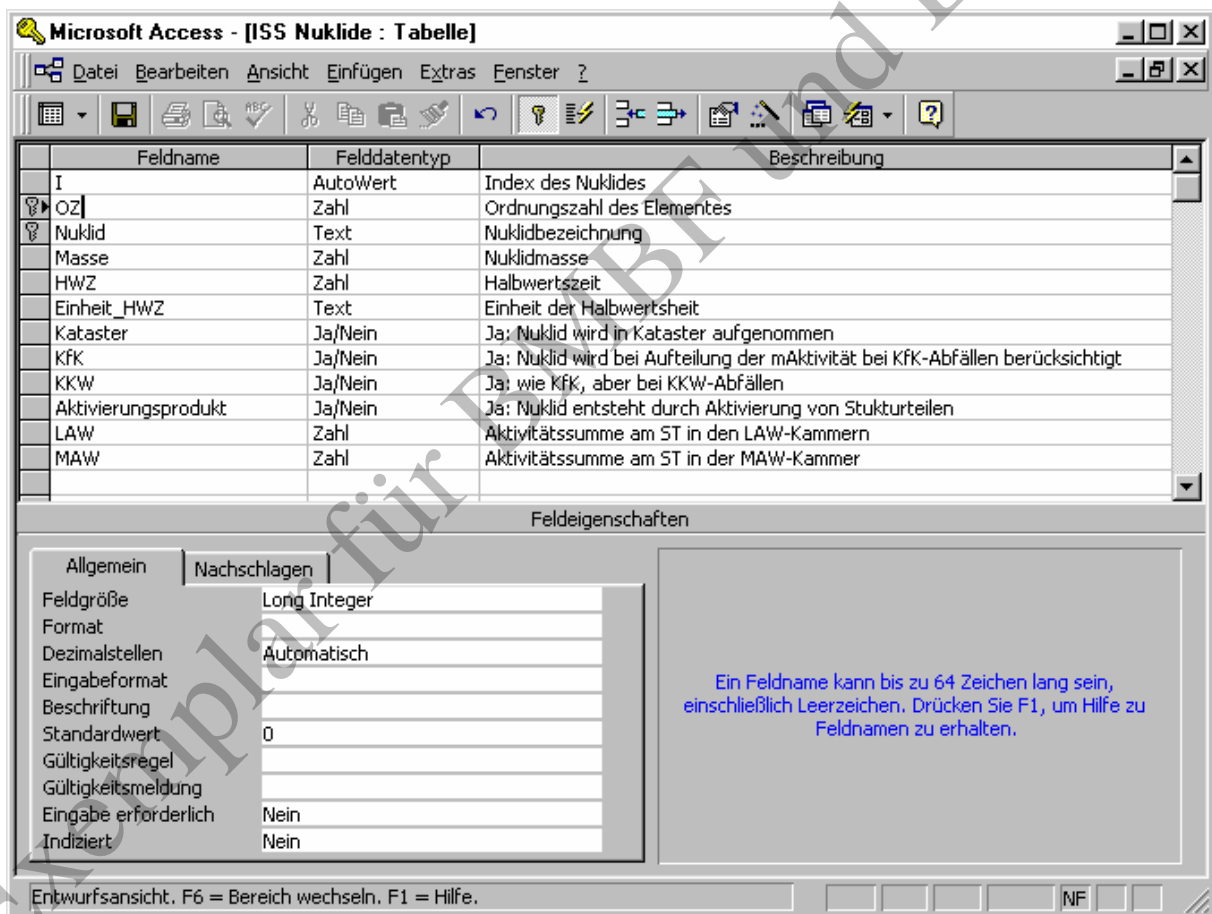 Microsoft Access - [ISS Nuklide : Tabelle]
Datei Bearbeiten Ansicht Einfügen Extras Fenster ?
Feldname Felddatentyp Beschreibung
I AutoWert Index des Nuklides
OZ Zahl Ordnungszahl des Elementes
Nuklid Text Nuklidbezeichnung
Masse Zahl Nuklidmasse
HWZ Zahl Halbwertszeit
Einheit_HWZ Text Einheit der Halbwertsheit
Kataster Ja/Nein Ja: Nuklid wird in Kataster aufgenommen
KfK Ja/Nein Ja: Nuklid wird bei Aufteilung der mAktivität bei KfK-Abfällen berücksichtigt
KKW Ja/Nein Ja: wie KfK, aber bei KKW-Abfällen
Aktivierungsprodukt Ja/Nein Ja: Nuklid entsteht durch Aktivierung von Stukturteilen
LAW Zahl Aktivitätssumme am ST in den LAW-Kammern
MAW Zahl Aktivitätssumme am ST in der MAW-Kammer
Feldeigenschaften
Allgemein Nachschlagen
Feldgröße Long Integer
Format
Dezimalstellen Automatisch
Eingabeformat
Beschriftung
Standardwert 0
Gültigkeitsregel
Gültigkeitsmeldung
Eingabe erforderlich Nein
Indiziert Nein
Ein Feldname kann bis zu 64 Zeichen lang sein,
einschließlich Leerzeichen. Drücken Sie F1, um Hilfe zu
Feldnamen zu erhalten.
Entwurfsansicht. F6 = Bereich wechseln. F1 = Hilfe.
NF
Exemplar für BMBF und